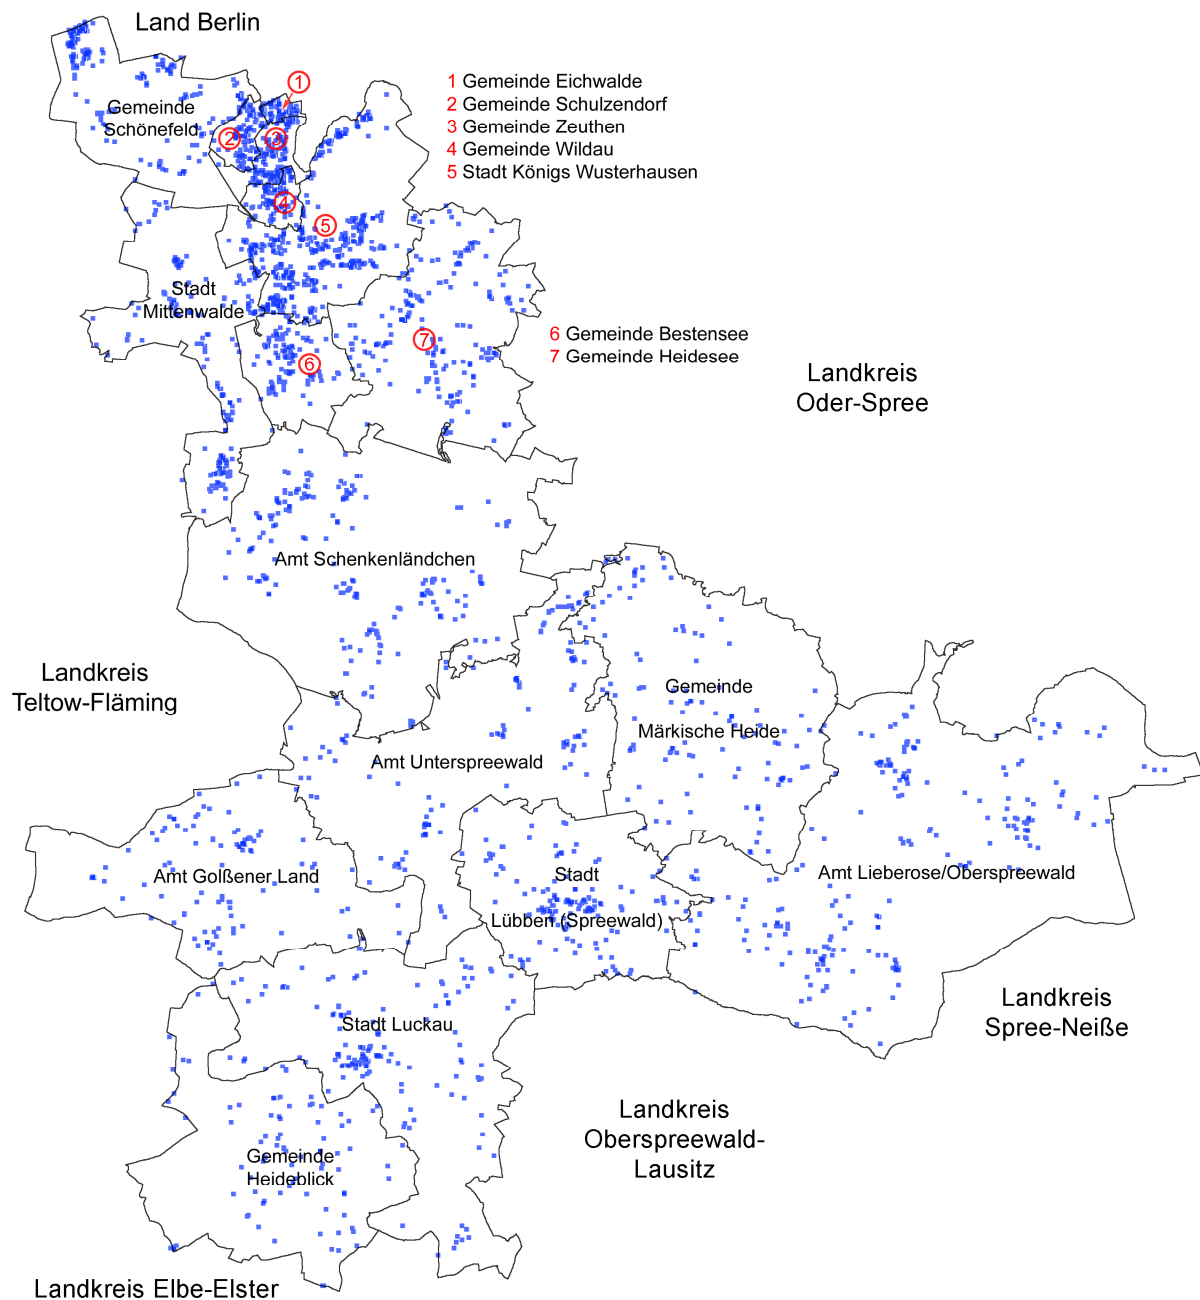 Land Berlin
1
1 Gemeinde Eichwalde
2 Gemeinde Schulzendorf
3 Gemeinde Zeuthen
4 Gemeinde Wildau
5 Stadt Königs Wusterhausen
Gemeinde
Schönefeld
2
3
4
5
Stadt
Mittenwalde
6 Gemeinde Bestensee
7 Gemeinde Heidesee
7
6
Landkreis
Oder-Spree
Amt Schenkenländchen
Landkreis
Teltow-Fläming
Gemeinde
Märkische Heide
Amt Unterspreewald
Amt Golßener Land
Stadt
Lübben (Spreewald)
Amt Lieberose/Oberspreewald
Landkreis
Spree-Neiße
Stadt Luckau
Landkreis
Oberspreewald-
Lausitz
Gemeinde
Heideblick
Landkreis Elbe-Elster